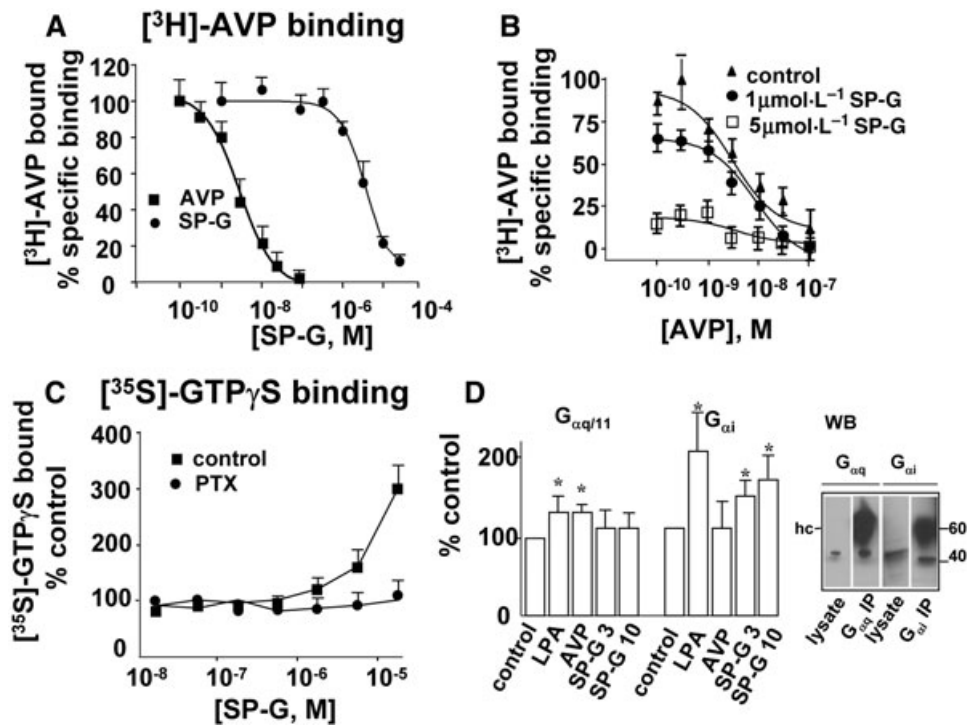 A
[³H]-AVP binding
[³H]-AVP bound
% specific binding
120
100
80
60
40
20
0
AVP
SP-G
10⁻¹⁰
10⁻⁸
10⁻⁶
10⁻⁴
[SP-G, M]
B
[³H]-AVP bound
% specific binding
100
75
50
25
0
control
1μmol·L⁻¹ SP-G
5μmol·L⁻¹ SP-G
10⁻¹⁰
10⁻⁹
10⁻⁸
10⁻⁷
[AVP], M
C
[³⁵S]-GTPγS binding
[³⁵S]-GTPγS bound
% control
400
300
200
100
0
control
PTX
10⁻⁸
10⁻⁷
10⁻⁶
10⁻⁵
[SP-G, M]
D
% control
200
100
0
Gαq/11
Gαi
* * * * *
control
LPA
AVP
SP-G 3
SP-G 10
control
LPA
AVP
SP-G 3
SP-G 10
WB
Gαq
Gαi
hc
60
40
lysate
Gαq IP
lysate
Gαi IP